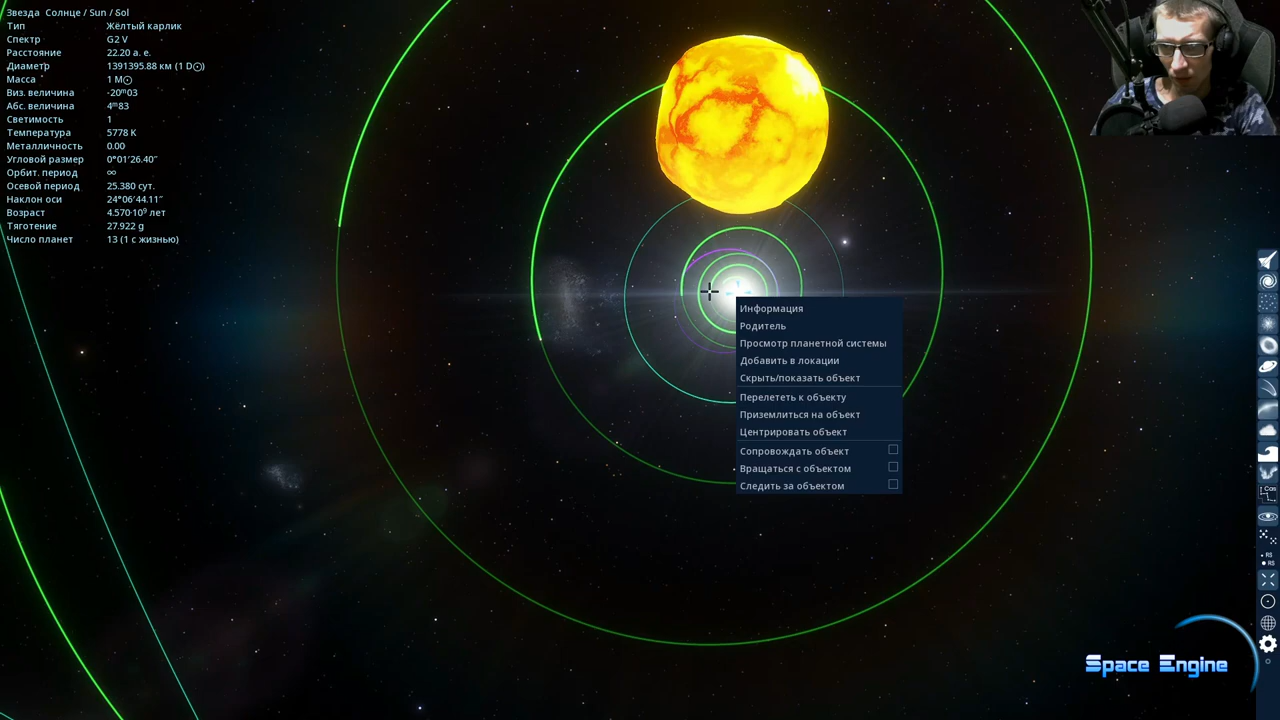 Звезда Солнце / Sun / Sol
Тип Жёлтый карлик
Спектр G2 V
Расстояние 22.20 а. е.
Диаметр 1391395.88 км (1 D☉)
Масса 1 M☉
Виз. величина -20ᵐ03
Абс. величина 4ᵐ83
Светимость 1
Температура 5778 K
Металличность 0.00
Угловой размер 0°01′26.40″
Орбит. период ∞
Осевой период 25.380 сут.
Наклон оси 24°06′44.11″
Возраст 4.570·10⁹ лет
Тяготение 27.922 g
Число планет 13 (1 с жизнью)
Информация
Родитель
Просмотр планетной системы
Добавить в локации
Скрыть/показать объект
Перелететь к объекту
Приземлиться на объект
Центрировать объект
Сопровождать объект
Вращаться с объектом
Следить за объектом
Can
RS
RS
Space Engine